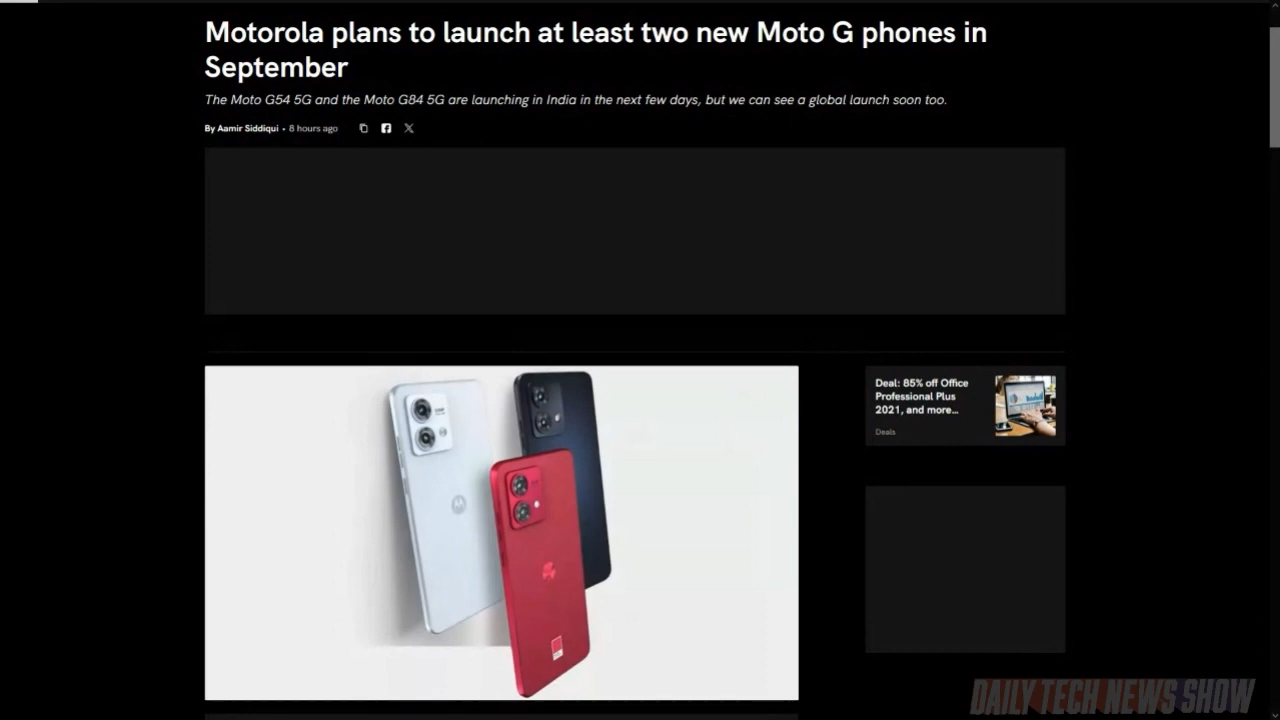 Motorola plans to launch at least two new Moto G phones in
September
The Moto G54 5G and the Moto G84 5G are launching in India in the next few days, but we can see a global launch soon too.
By Aamir Siddiqui • 8 hours ago
Deal: 85% off Office
Professional Plus
2021, and more...
Deals
DAILY TECH NEWS SHOW